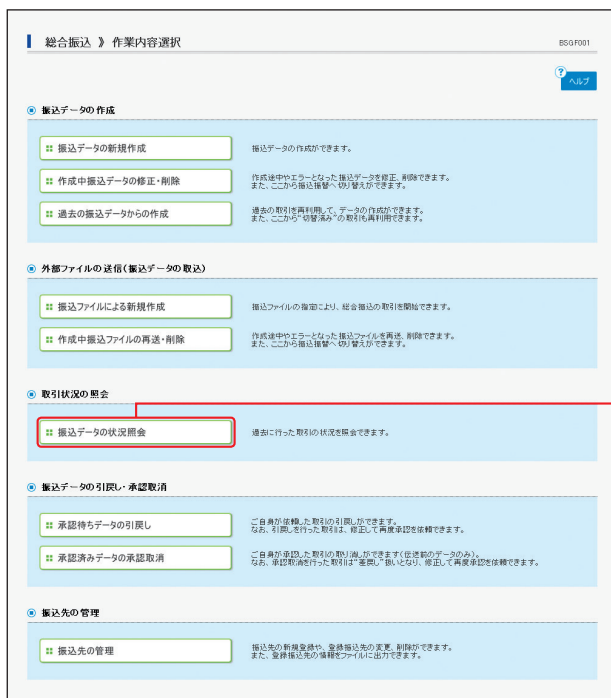 総合振込 》作業内容選択
BSGF001
? ヘルプ
振込データの作成
振込データの新規作成
振込データの作成ができます。
作成中振込データの修正・削除
作成途中やエラーとなった振込データを修正、削除できます。
また、ここから振込振替へ切り替えができます。
過去の振込データからの作成
過去の取引を再利用して、データの作成ができます。
また、ここから"切替済み"の取引も再利用できます。
外部ファイルの送信(振込データの取込)
振込ファイルによる新規作成
振込ファイルの指定により、総合振込の取引を開始できます。
作成中振込ファイルの再送・削除
作成途中やエラーとなった振込ファイルを再送、削除できます。
また、ここから振込振替へ切り替えができます。
取引状況の照会
振込データの状況照会
過去に行った取引の状況を照会できます。
振込データの引戻し・承認取消
承認待ちデータの引戻し
ご自身が依頼した取引の引戻しができます。
なお、引戻しを行った取引は、修正して再度承認を依頼できます。
承認済みデータの承認取消
ご自身が承認した取引の取り消しができます(伝送前のデータのみ)。
なお、承認取消を行った取引は"差戻し"扱いとなり、修正して再度承認を依頼できます。
振込先の管理
振込先の管理
振込先の新規登録や、登録振込先の変更、削除ができます。
また、登録振込先の情報をファイルに出力できます。